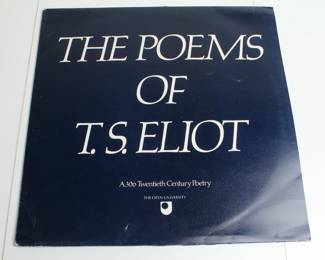 THE POEMS
OF
T. S. ELIOT
A306 Twentieth Century Poetry
THE OPEN UNIVERSITY